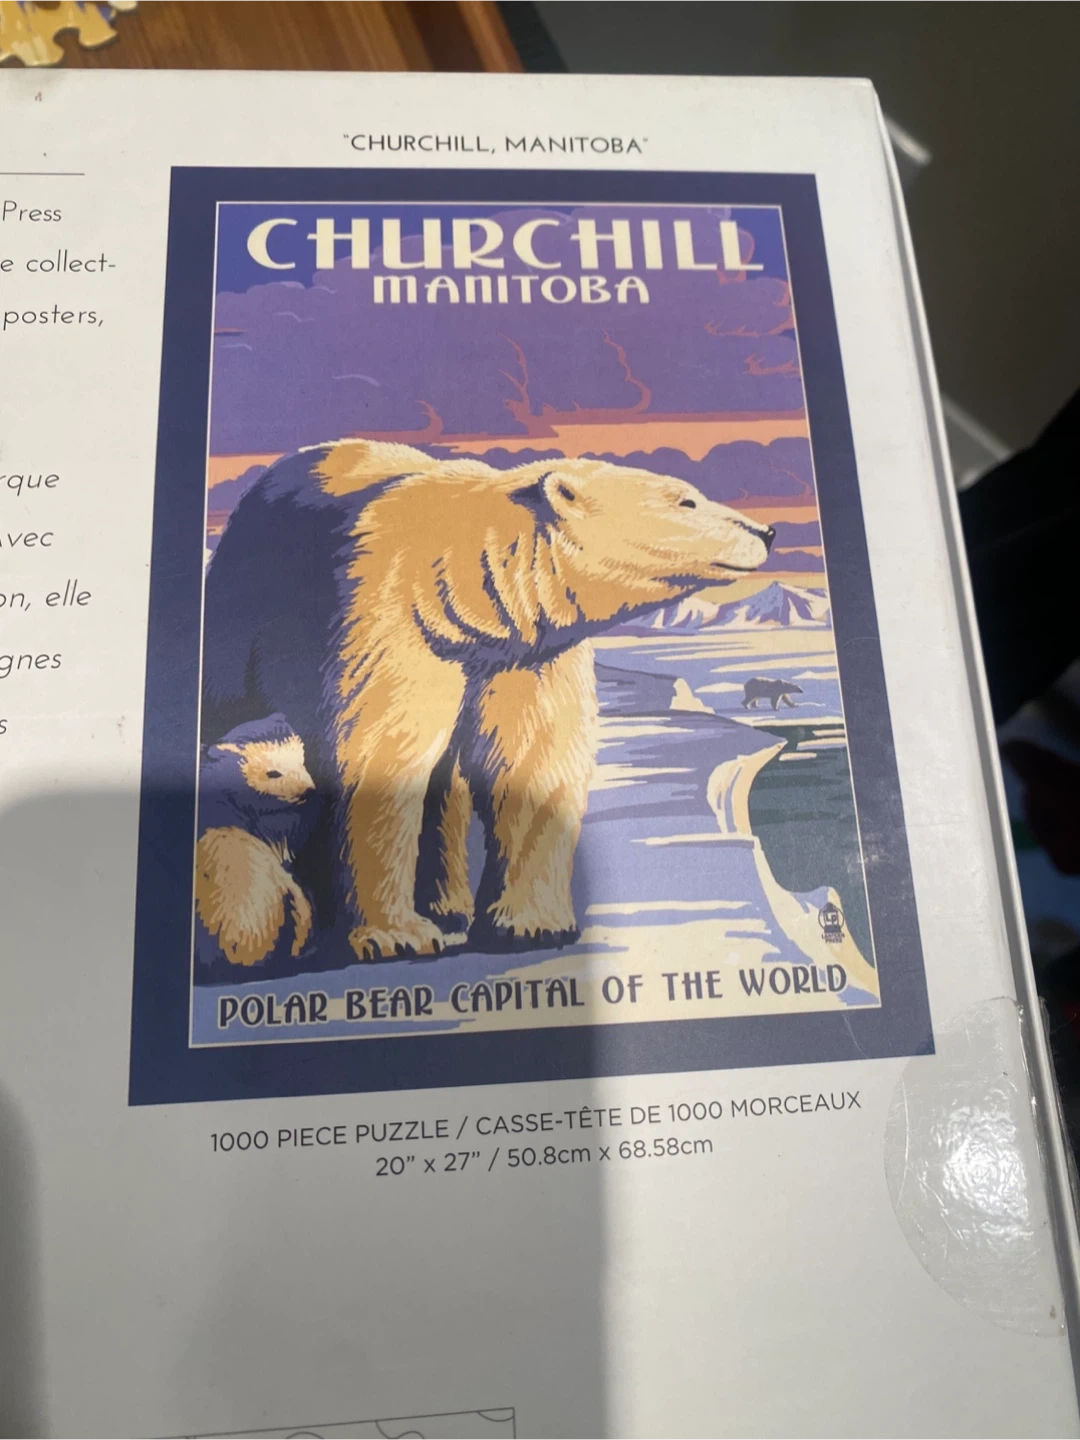 "CHURCHILL, MANITOBA"
Press
e collect-
posters,
rque
vec
on, elle
gnes
s
CHURCHILL
MANITOBA
LP
POLAR BEAR CAPITAL OF THE WORLD
1000 PIECE PUZZLE / CASSE-TÊTE DE 1000 MORCEAUX
20" x 27" / 50.8cm x 68.58cm